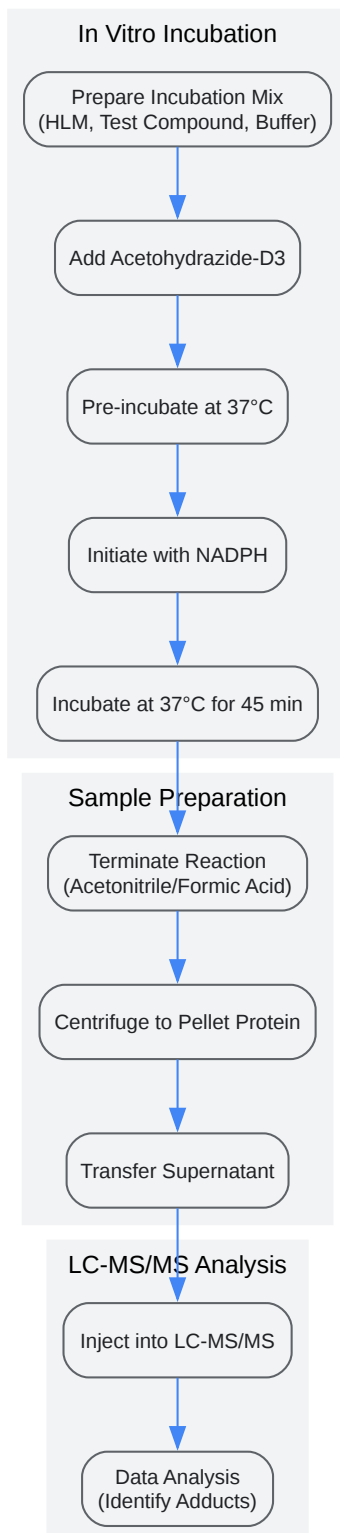 In Vitro Incubation
Prepare Incubation Mix
(HLM, Test Compound, Buffer)
Add Acetohydrazide-D3
Pre-incubate at 37°C
Initiate with NADPH
Incubate at 37°C for 45 min
Sample Preparation
Terminate Reaction
(Acetonitrile/Formic Acid)
Centrifuge to Pellet Protein
Transfer Supernatant
LC-MS/MS Analysis
Inject into LC-MS/MS
Data Analysis
(Identify Adducts)